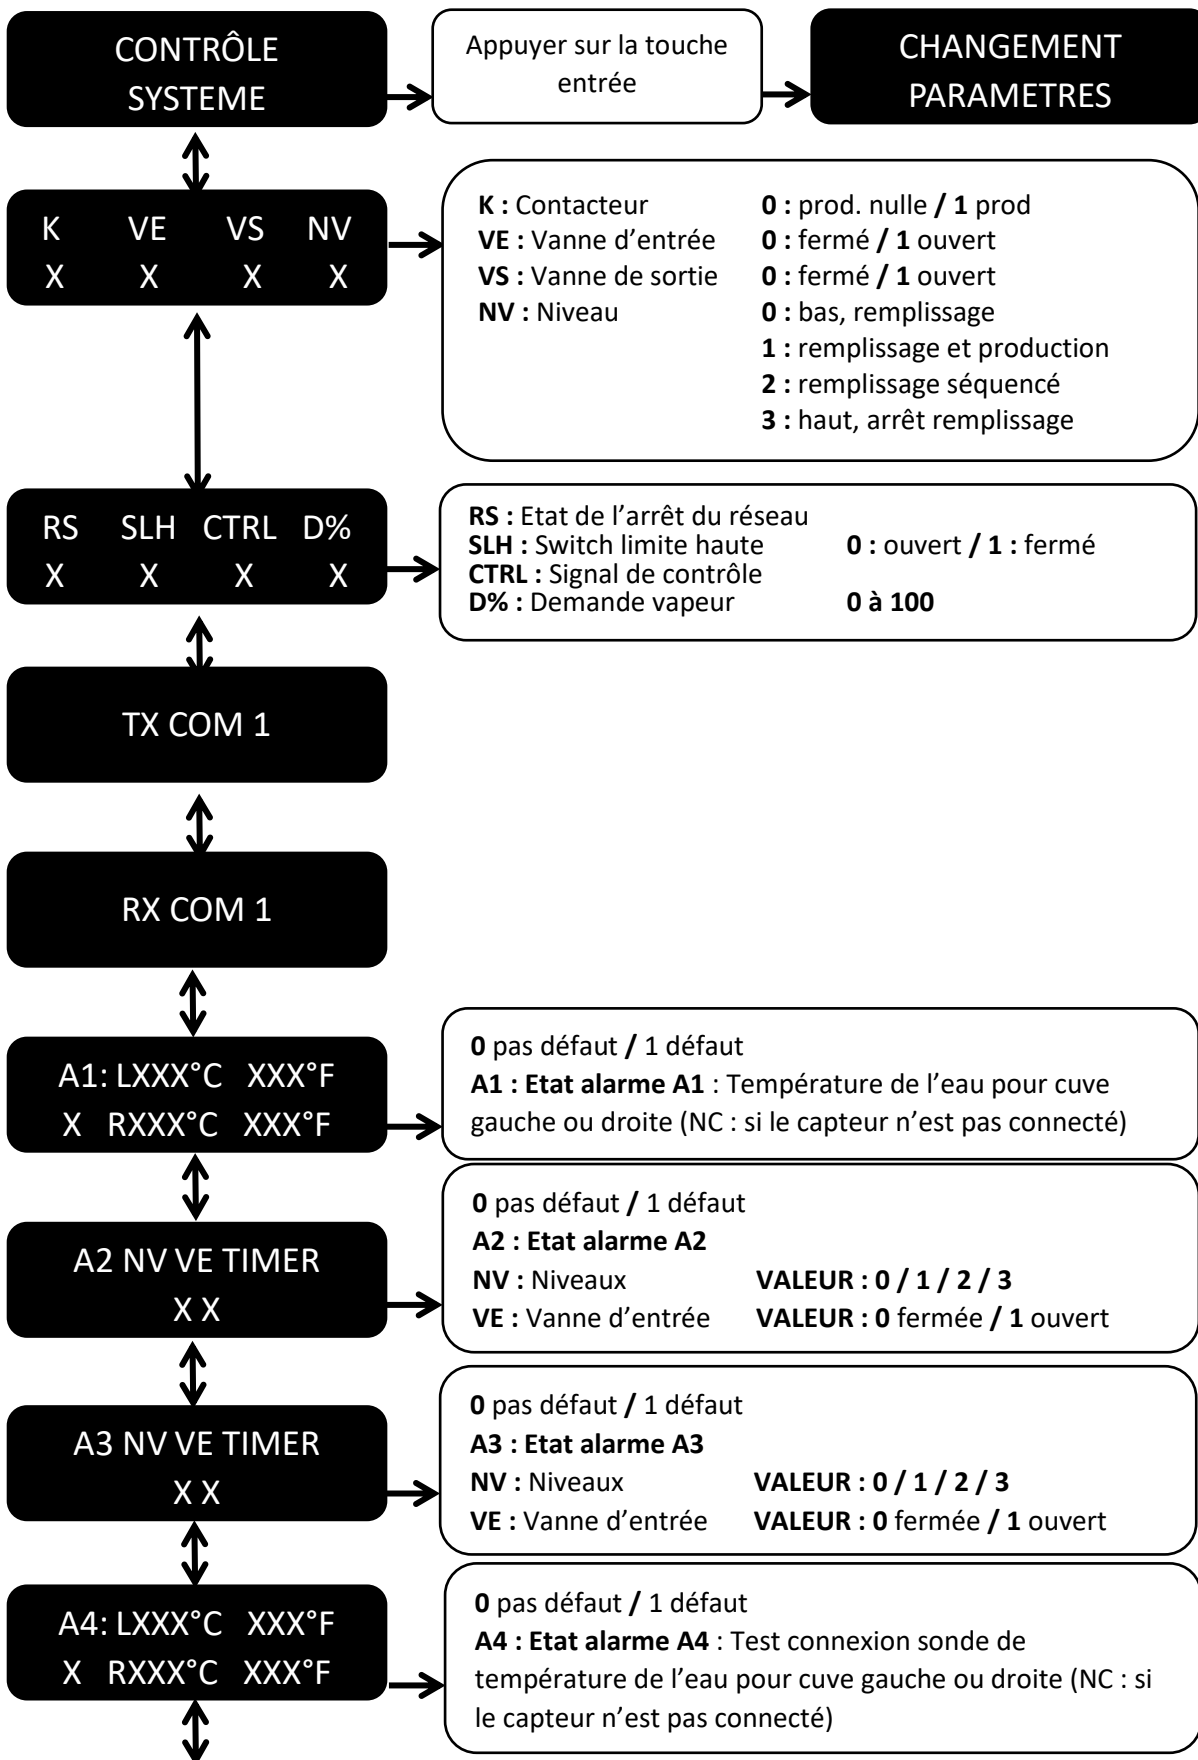 CONTRÔLE
SYSTEME
Appuyer sur la touche
entrée
CHANGEMENT
PARAMETRES
K VE VS NV
X X X X
K : Contacteur 0 : prod. nulle / 1 prod
VE : Vanne d’entrée 0 : fermé / 1 ouvert
VS : Vanne de sortie 0 : fermé / 1 ouvert
NV : Niveau 0 : bas, remplissage
1 : remplissage et production
2 : remplissage séquencé
3 : haut, arrêt remplissage
RS SLH CTRL D%
X X X X
RS : Etat de l’arrêt du réseau
SLH : Switch limite haute 0 : ouvert / 1 : fermé
CTRL : Signal de contrôle
D% : Demande vapeur 0 à 100
TX COM 1
RX COM 1
A1: LXXX°C XXX°F
X RXXX°C XXX°F
0 pas défaut / 1 défaut
A1 : Etat alarme A1 : Température de l’eau pour cuve
gauche ou droite (NC : si le capteur n’est pas connecté)
A2 NV VE TIMER
X X
0 pas défaut / 1 défaut
A2 : Etat alarme A2
NV : Niveaux VALEUR : 0 / 1 / 2 / 3
VE : Vanne d’entrée VALEUR : 0 fermée / 1 ouvert
A3 NV VE TIMER
X X
0 pas défaut / 1 défaut
A3 : Etat alarme A3
NV : Niveaux VALEUR : 0 / 1 / 2 / 3
VE : Vanne d’entrée VALEUR : 0 fermée / 1 ouvert
A4: LXXX°C XXX°F
X RXXX°C XXX°F
0 pas défaut / 1 défaut
A4 : Etat alarme A4 : Test connexion sonde de
température de l’eau pour cuve gauche ou droite (NC : si
le capteur n’est pas connecté)